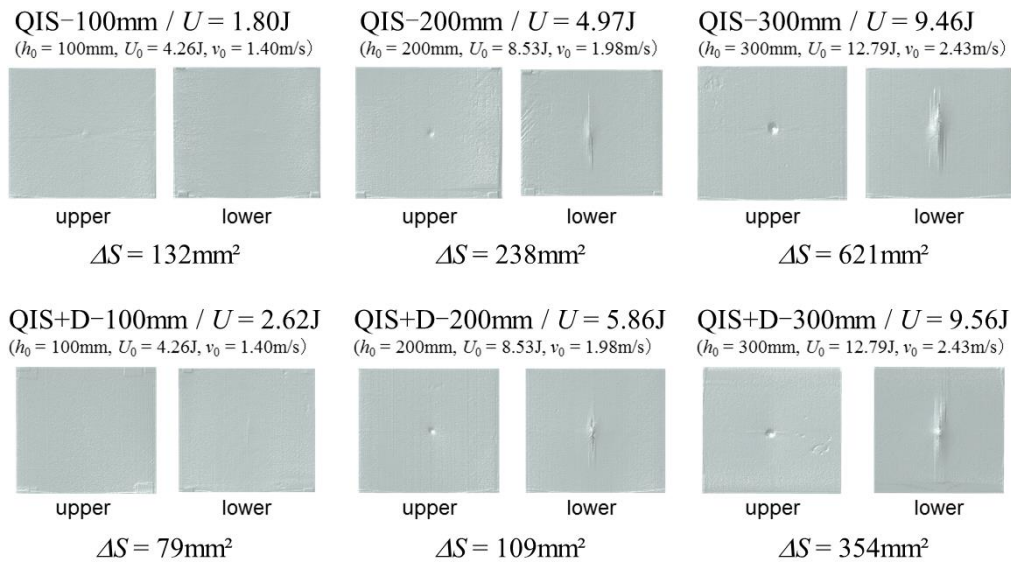 QIS−100mm / U = 1.80J QIS−200mm / U = 4.97J QIS−300mm / U = 9.46J
(h₀ = 100mm, U₀ = 4.26J, v₀ = 1.40m/s) (h₀ = 200mm, U₀ = 8.53J, v₀ = 1.98m/s) (h₀ = 300mm, U₀ = 12.79J, v₀ = 2.43m/s)
upper lower upper lower upper lower
ΔS = 132mm² ΔS = 238mm² ΔS = 621mm²
QIS+D−100mm / U = 2.62J QIS+D−200mm / U = 5.86J QIS+D−300mm / U = 9.56J
(h₀ = 100mm, U₀ = 4.26J, v₀ = 1.40m/s) (h₀ = 200mm, U₀ = 8.53J, v₀ = 1.98m/s) (h₀ = 300mm, U₀ = 12.79J, v₀ = 2.43m/s)
upper lower upper lower upper lower
ΔS = 79mm² ΔS = 109mm² ΔS = 354mm²